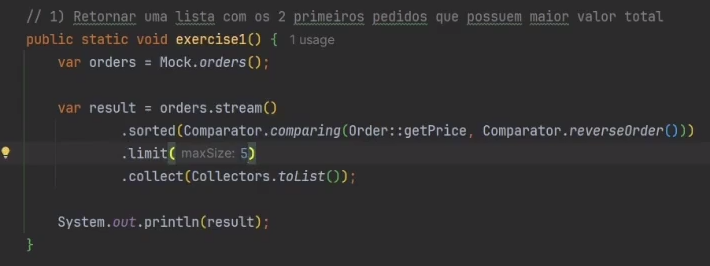 // 1) Retornar uma lista com os 2 primeiros pedidos que possuem maior valor total
public static void exercise1() { 1 usage
var orders = Mock.orders();
var result = orders.stream()
.sorted(Comparator.comparing(Order::getPrice, Comparator.reverseOrder()))
.limit( maxSize: 5)
.collect(Collectors.toList());
System.out.println(result);
}